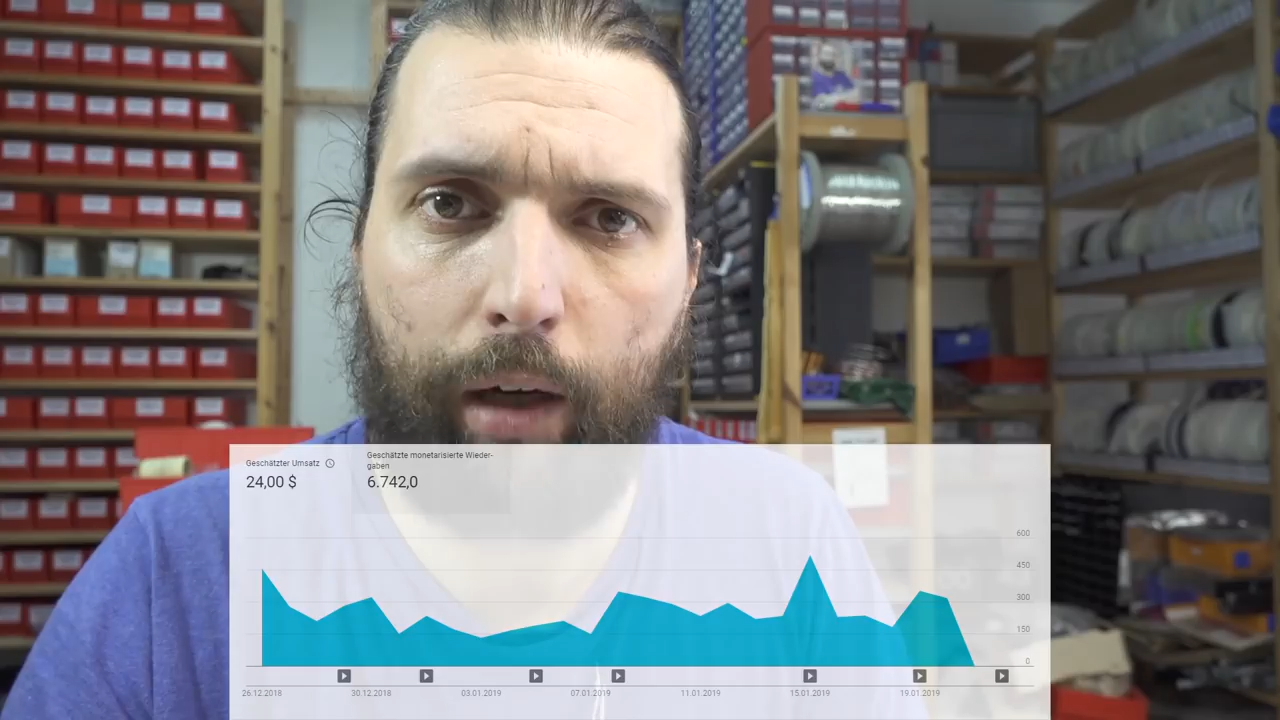 Geschätzter Umsatz
24,00 $
Geschätzte monetarisierte Wieder-
gaben
6.742,0
600
450
300
150
0
26.12.2018 30.12.2018 03.01.2019 07.01.2019 11.01.2019 15.01.2019 19.01.2019